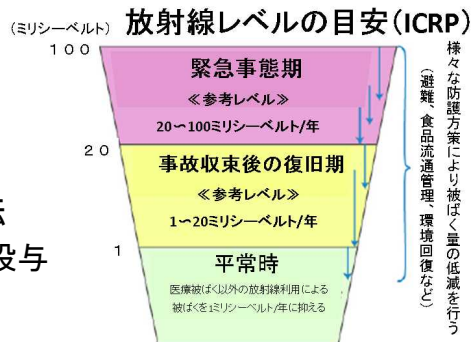 (ミリシーベルト) 放射線レベルの目安(ICRP)
100
緊急事態期
≪参考レベル≫
20～100ミリシーベルト/年
20
事故収束後の復旧期
≪参考レベル≫
1～20ミリシーベルト/年
1
平常時
医療被ばく以外の放射線利用による
被ばくを1ミリシーベルト/年に抑える
様々な防護方策により被ばく量の低減を行う
(避難、食品流通管理、環境回復など)
投与